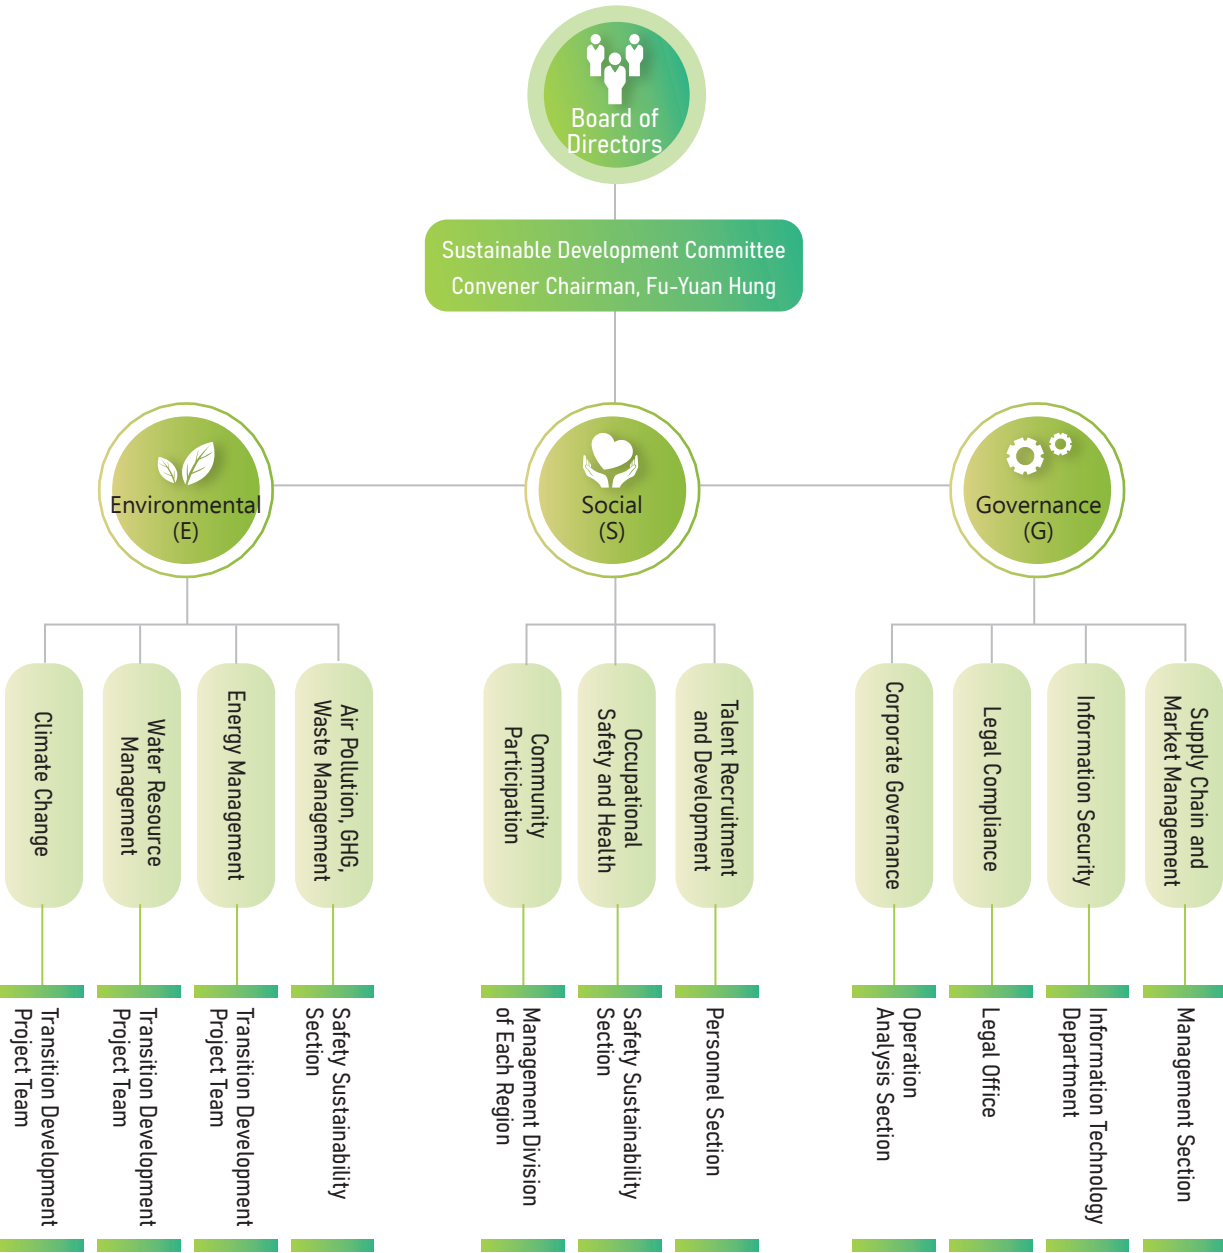 Board of
Directors
Sustainable Development Committee
Convener Chairman, Fu-Yuan Hung
Environmental
(E)
Social
(S)
Governance
(G)
Climate Change
Water Resource
Management
Energy Management
Air Pollution, GHG,
Waste Management
Community
Participation
Occupational
Safety and Health
Talent Recruitment
and Development
Corporate Governance
Legal Compliance
Information Security
Supply Chain and
Market Management
Transition Development
Project Team
Transition Development
Project Team
Transition Development
Project Team
Safety Sustainability
Section
Management Division
of Each Region
Safety Sustainability
Section
Personnel Section
Operation
Analysis Section
Legal Office
Information Technology
Department
Management Section